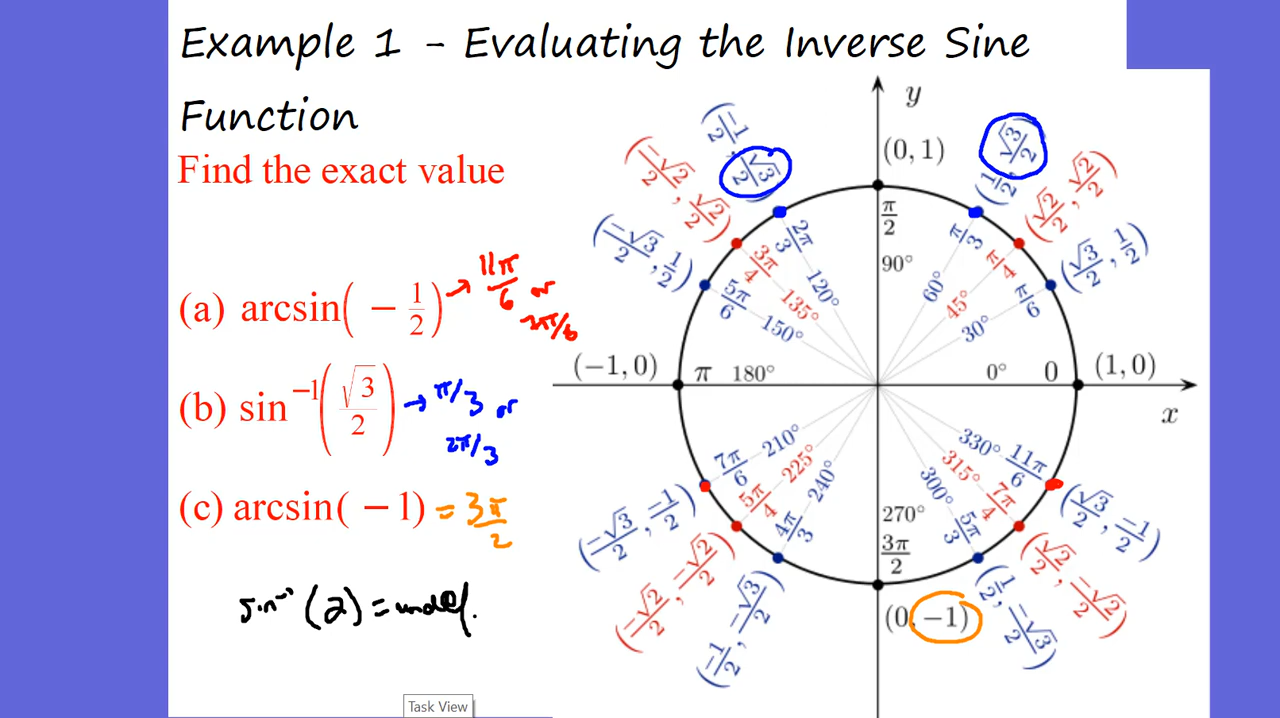 Example 1 - Evaluating the Inverse Sine
Function
Find the exact value
(a) arcsin(− 1/2) → 11π/6 or
7π/6
(b) sin⁻¹(√3/2) → π/3 or
2π/3
(c) arcsin(− 1) = 3π/2
sin⁻¹(2) = undef.
y
(0, 1)
π/2
90°
(1/2, √3/2)
π/3
60°
(√2/2, √2/2)
π/4
45°
(√3/2, 1/2)
π/6
30°
(−1/2, √3/2)
2π/3
120°
(−√2/2, √2/2)
3π/4
135°
(−√3/2, 1/2)
5π/6
150°
(−1, 0)
π
180°
0°
0
(1, 0)
x
7π/6
210°
(−√3/2, −1/2)
5π/4
225°
(−√2/2, −√2/2)
4π/3
240°
(−1/2, −√3/2)
270°
3π/2
(0, −1)
300°
5π/3
(1/2, −√3/2)
315°
7π/4
(√2/2, −√2/2)
330°
11π/6
(√3/2, −1/2)
Task View